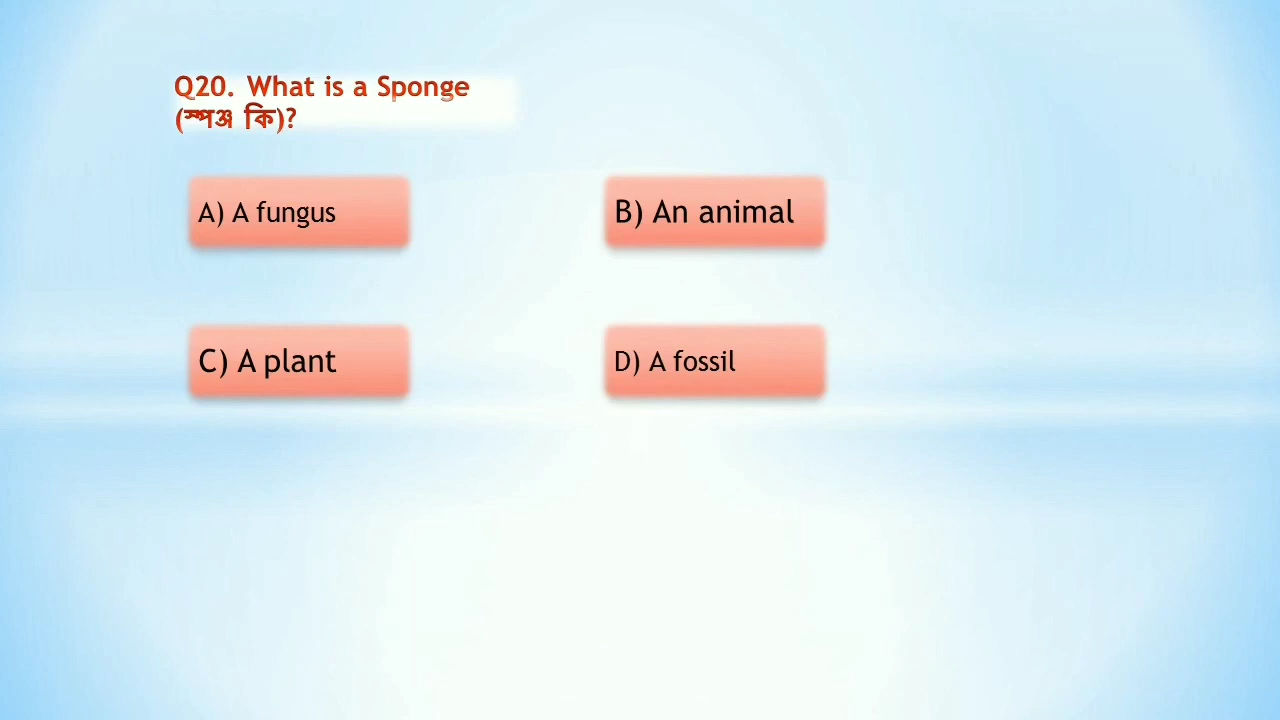 Q20. What is a Sponge
(স্পঞ্জ কি)?
A) A fungus
B) An animal
C) A plant
D) A fossil